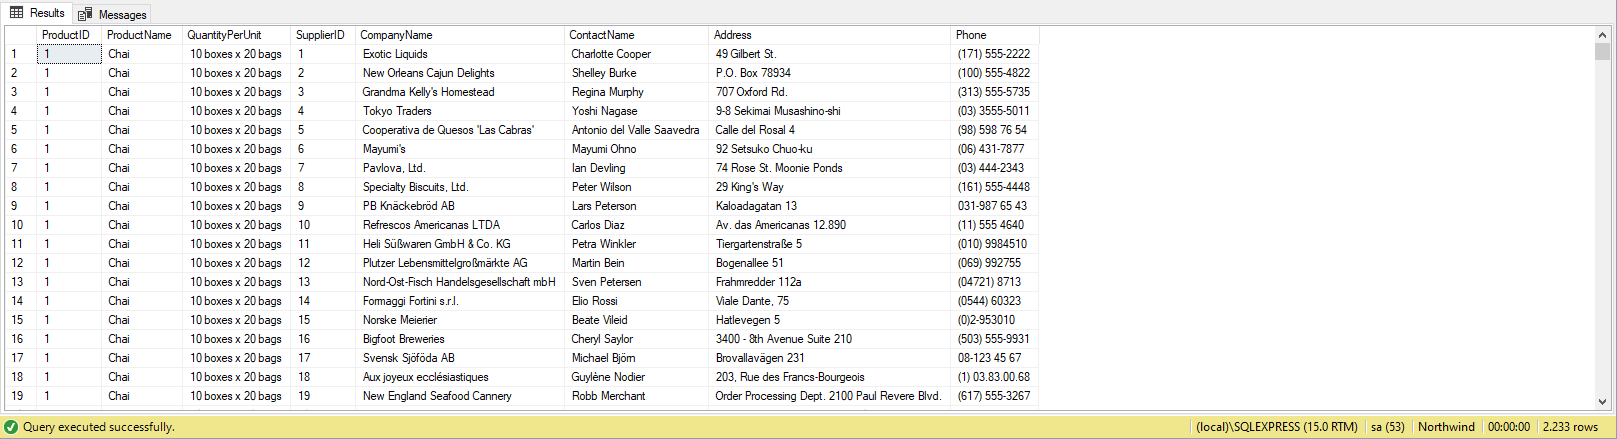 Results Messages
ProductID ProductName QuantityPerUnit SupplierID CompanyName ContactName Address Phone
1 1 Chai 10 boxes x 20 bags 1 Exotic Liquids Charlotte Cooper 49 Gilbert St. (171) 555-2222
2 1 Chai 10 boxes x 20 bags 2 New Orleans Cajun Delights Shelley Burke P.O. Box 78934 (100) 555-4822
3 1 Chai 10 boxes x 20 bags 3 Grandma Kelly's Homestead Regina Murphy 707 Oxford Rd. (313) 555-5735
4 1 Chai 10 boxes x 20 bags 4 Tokyo Traders Yoshi Nagase 9-8 Sekimai Musashino-shi (03) 3555-5011
5 1 Chai 10 boxes x 20 bags 5 Cooperativa de Quesos 'Las Cabras' Antonio del Valle Saavedra Calle del Rosal 4 (98) 598 76 54
6 1 Chai 10 boxes x 20 bags 6 Mayumi's Mayumi Ohno 92 Setsuko Chuo-ku (06) 431-7877
7 1 Chai 10 boxes x 20 bags 7 Pavlova, Ltd. Ian Devling 74 Rose St. Moonie Ponds (03) 444-2343
8 1 Chai 10 boxes x 20 bags 8 Specialty Biscuits, Ltd. Peter Wilson 29 King's Way (161) 555-4448
9 1 Chai 10 boxes x 20 bags 9 PB Knäckebröd AB Lars Peterson Kaloadagatan 13 031-987 65 43
10 1 Chai 10 boxes x 20 bags 10 Refrescos Americanas LTDA Carlos Diaz Av. das Americanas 12.890 (11) 555 4640
11 1 Chai 10 boxes x 20 bags 11 Heli Süßwaren GmbH & Co. KG Petra Winkler Tiergartenstraße 5 (010) 9984510
12 1 Chai 10 boxes x 20 bags 12 Plutzer Lebensmittelgroßmärkte AG Martin Bein Bogenallee 51 (069) 992755
13 1 Chai 10 boxes x 20 bags 13 Nord-Ost-Fisch Handelsgesellschaft mbH Sven Petersen Frahmredder 112a (04721) 8713
14 1 Chai 10 boxes x 20 bags 14 Formaggi Fortini s.r.l. Elio Rossi Viale Dante, 75 (0544) 60323
15 1 Chai 10 boxes x 20 bags 15 Norske Meierier Beate Vileid Hatlevegen 5 (0)2-953010
16 1 Chai 10 boxes x 20 bags 16 Bigfoot Breweries Cheryl Saylor 3400 - 8th Avenue Suite 210 (503) 555-9931
17 1 Chai 10 boxes x 20 bags 17 Svensk Sjöföda AB Michael Björn Brovallavägen 231 08-123 45 67
18 1 Chai 10 boxes x 20 bags 18 Aux joyeux ecclésiastiques Guylène Nodier 203, Rue des Francs-Bourgeois (1) 03.83.00.68
19 1 Chai 10 boxes x 20 bags 19 New England Seafood Cannery Robb Merchant Order Processing Dept. 2100 Paul Revere Blvd. (617) 555-3267
Query executed successfully. (local)\SQLEXPRESS (15.0 RTM) sa (53) Northwind 00:00:00 2.233 rows